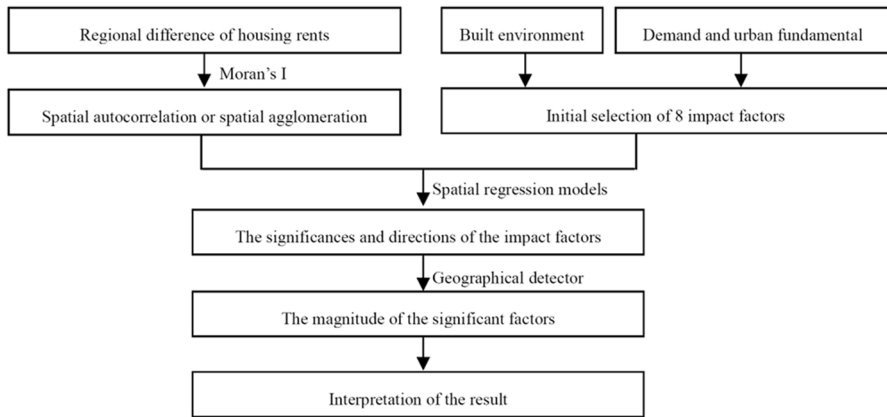 Regional difference of housing rents
Built environment
Demand and urban fundamental
Moran's I
Spatial autocorrelation or spatial agglomeration
Initial selection of 8 impact factors
Spatial regression models
The significances and directions of the impact factors
Geographical detector
The magnitude of the significant factors
Interpretation of the result